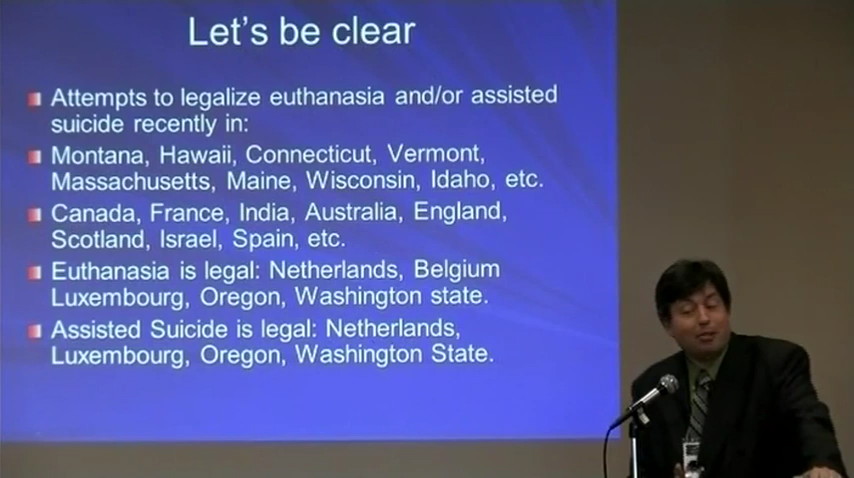 Let's be clear
Attempts to legalize euthanasia and/or assisted
suicide recently in:
Montana, Hawaii, Connecticut, Vermont,
Massachusetts, Maine, Wisconsin, Idaho, etc.
Canada, France, India, Australia, England,
Scotland, Israel, Spain, etc.
Euthanasia is legal: Netherlands, Belgium
Luxembourg, Oregon, Washington state.
Assisted Suicide is legal: Netherlands,
Luxembourg, Oregon, Washington State.